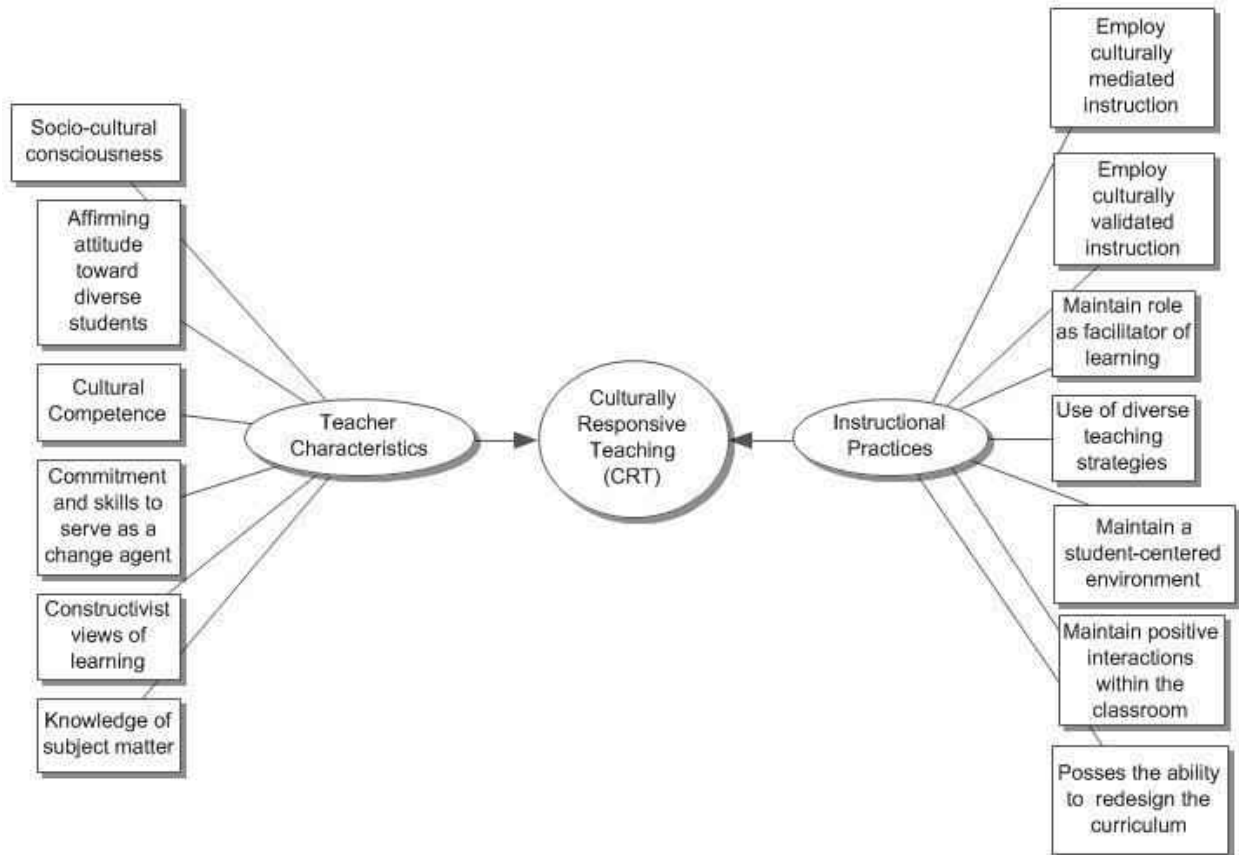 Socio-cultural
consciousness
Affirming
attitude
toward
diverse
students
Cultural
Competence
Commitment
and skills to
serve as a
change agent
Constructivist
views of
learning
Knowledge of
subject matter
Teacher
Characteristics
Culturally
Responsive
Teaching
(CRT)
Instructional
Practices
Employ
culturally
mediated
instruction
Employ
culturally
validated
instruction
Maintain role
as facilitator of
learning
Use of diverse
teaching
strategies
Maintain a
student-centered
environment
Maintain positive
interactions
within the
classroom
Posses the ability
to redesign the
curriculum